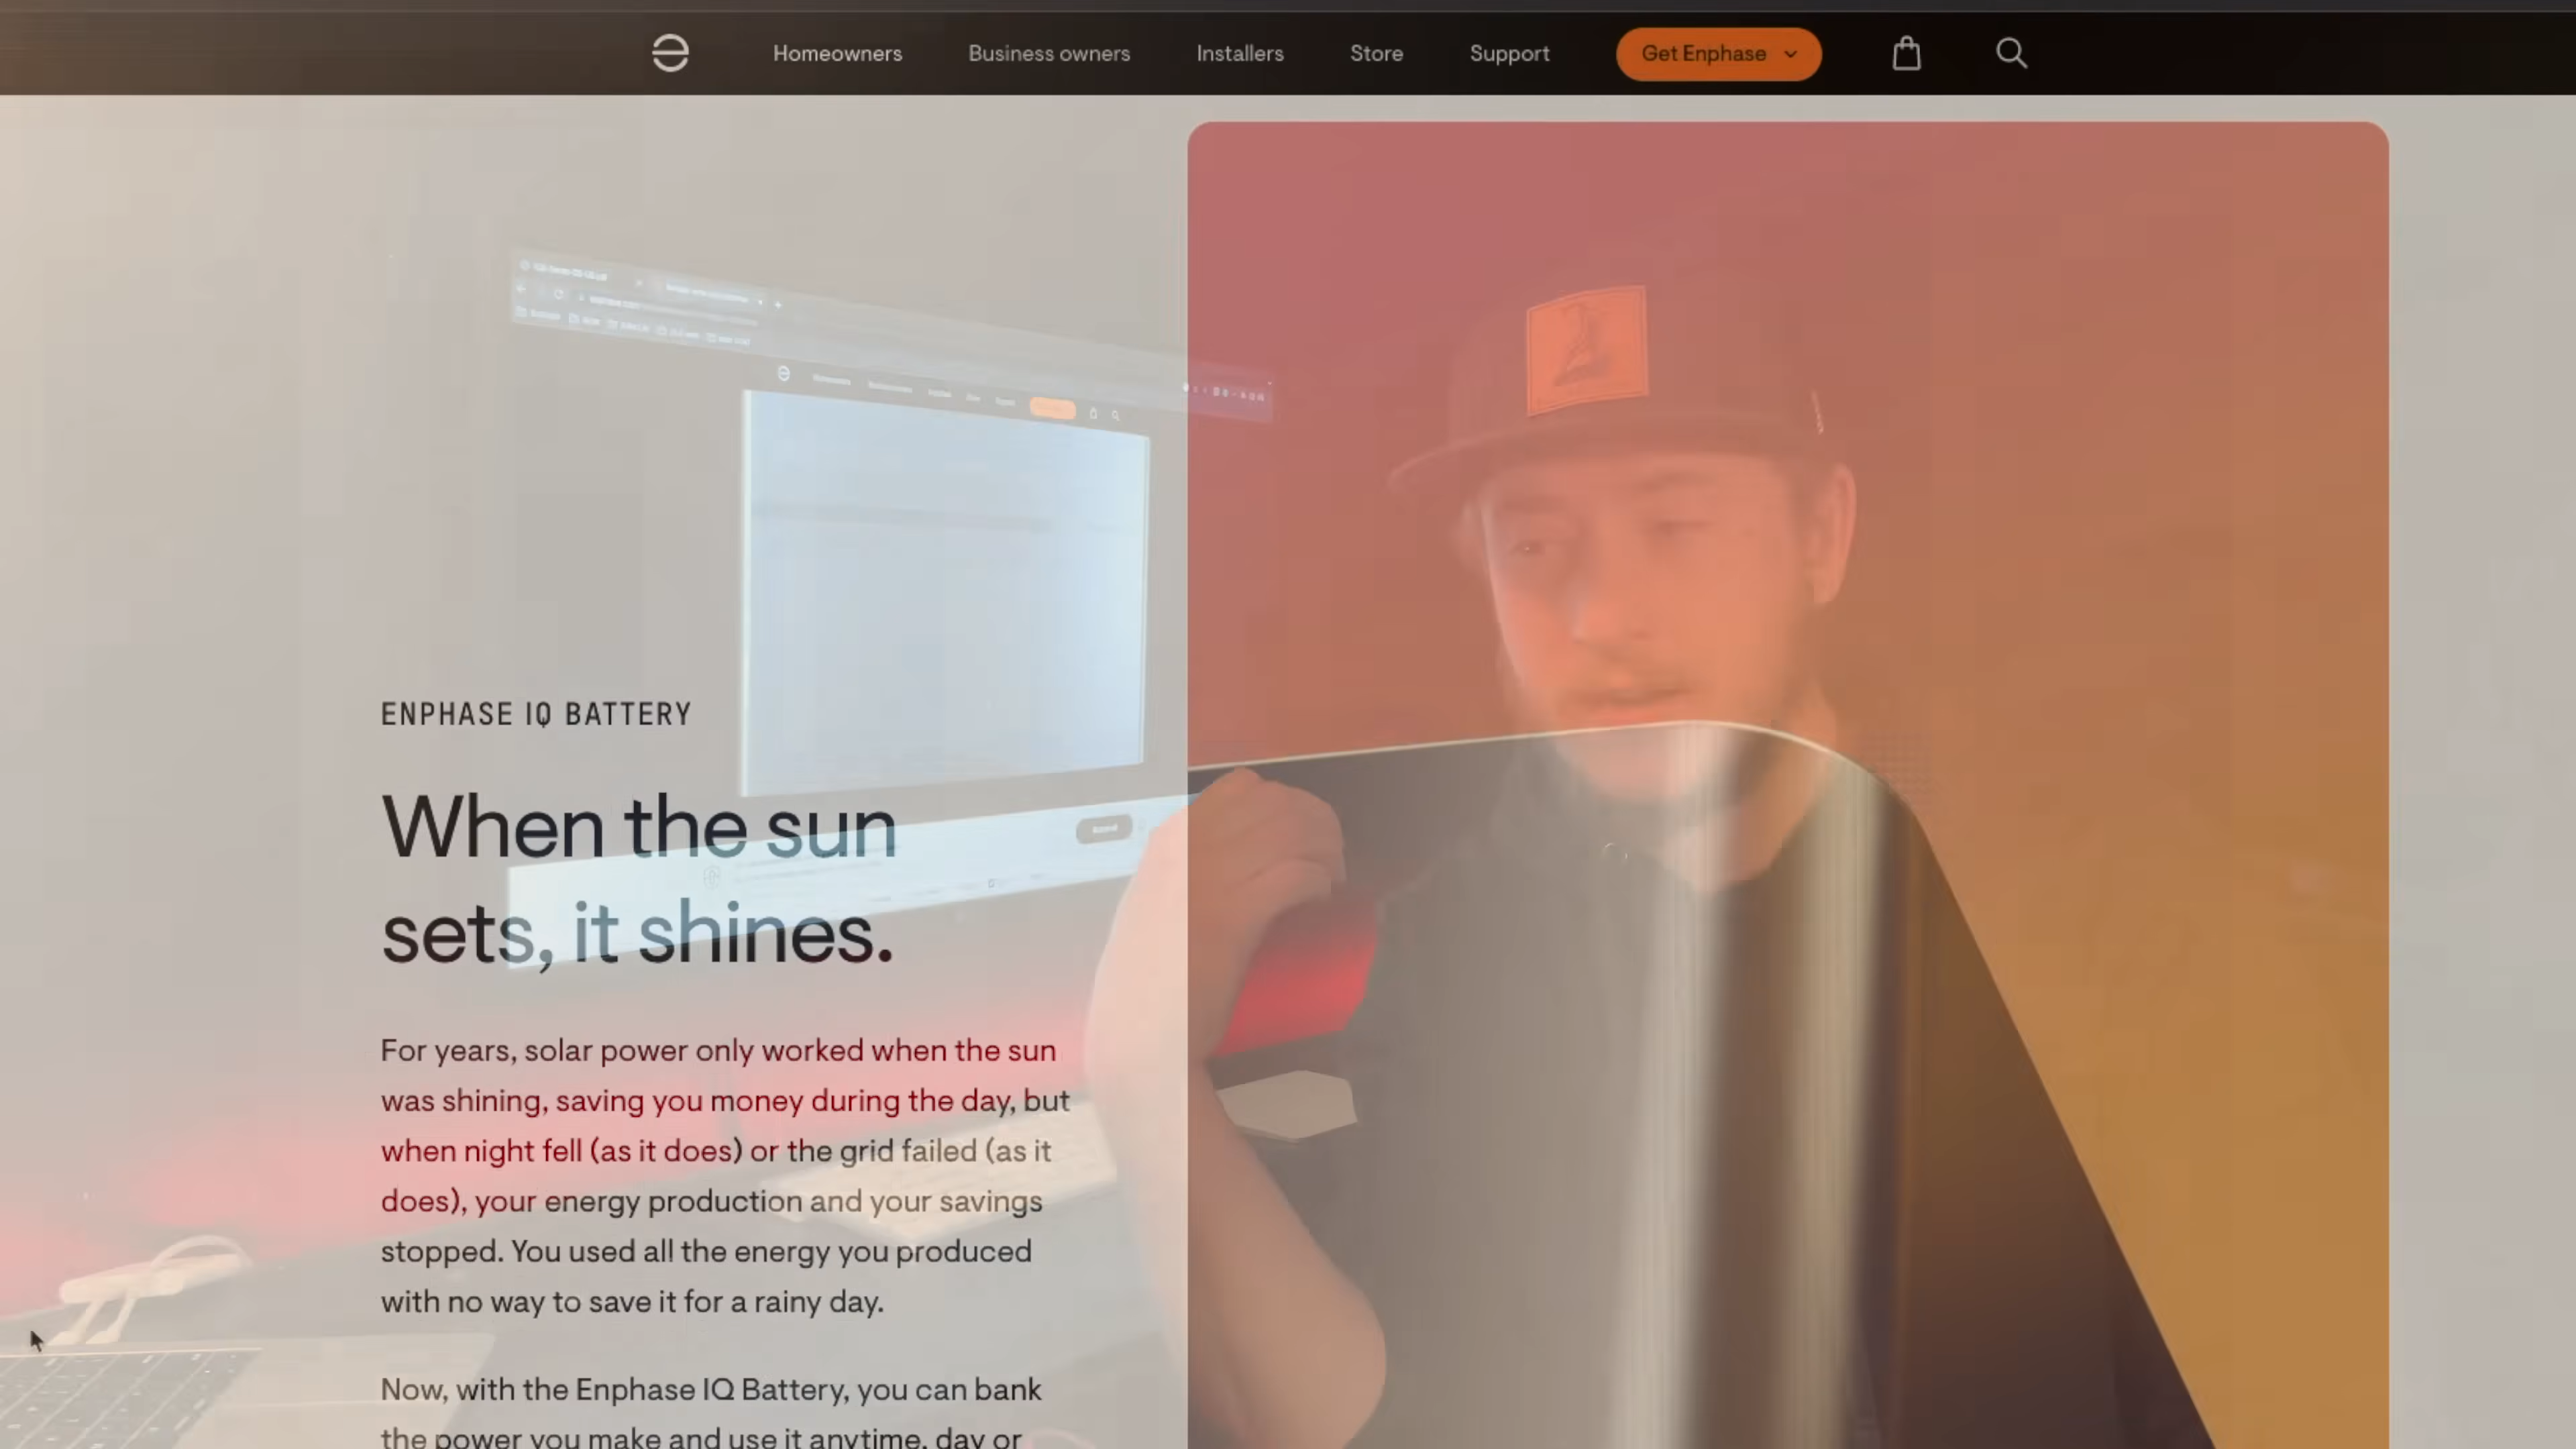 Homeowners
Business owners
Installers
Store
Support
Get Enphase
ENPHASE IQ BATTERY
When the sun
sets, it shines.
For years, solar power only worked when the sun
was shining, saving you money during the day, but
when night fell (as it does) or the grid failed (as it
does), your energy production and your savings
stopped. You used all the energy you produced
with no way to save it for a rainy day.
Now, with the Enphase IQ Battery, you can bank
the power you make and use it anytime, day or